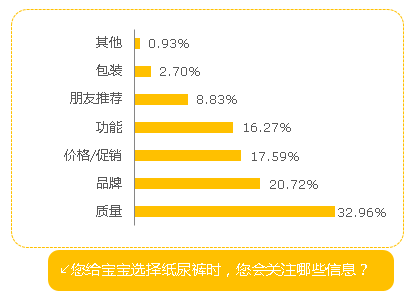 其他 0.93%
包装 2.70%
朋友推荐 8.83%
功能 16.27%
价格/促销 17.59%
品牌 20.72%
质量 32.96%
↙您给宝宝选择纸尿裤时，您会关注哪些信息？